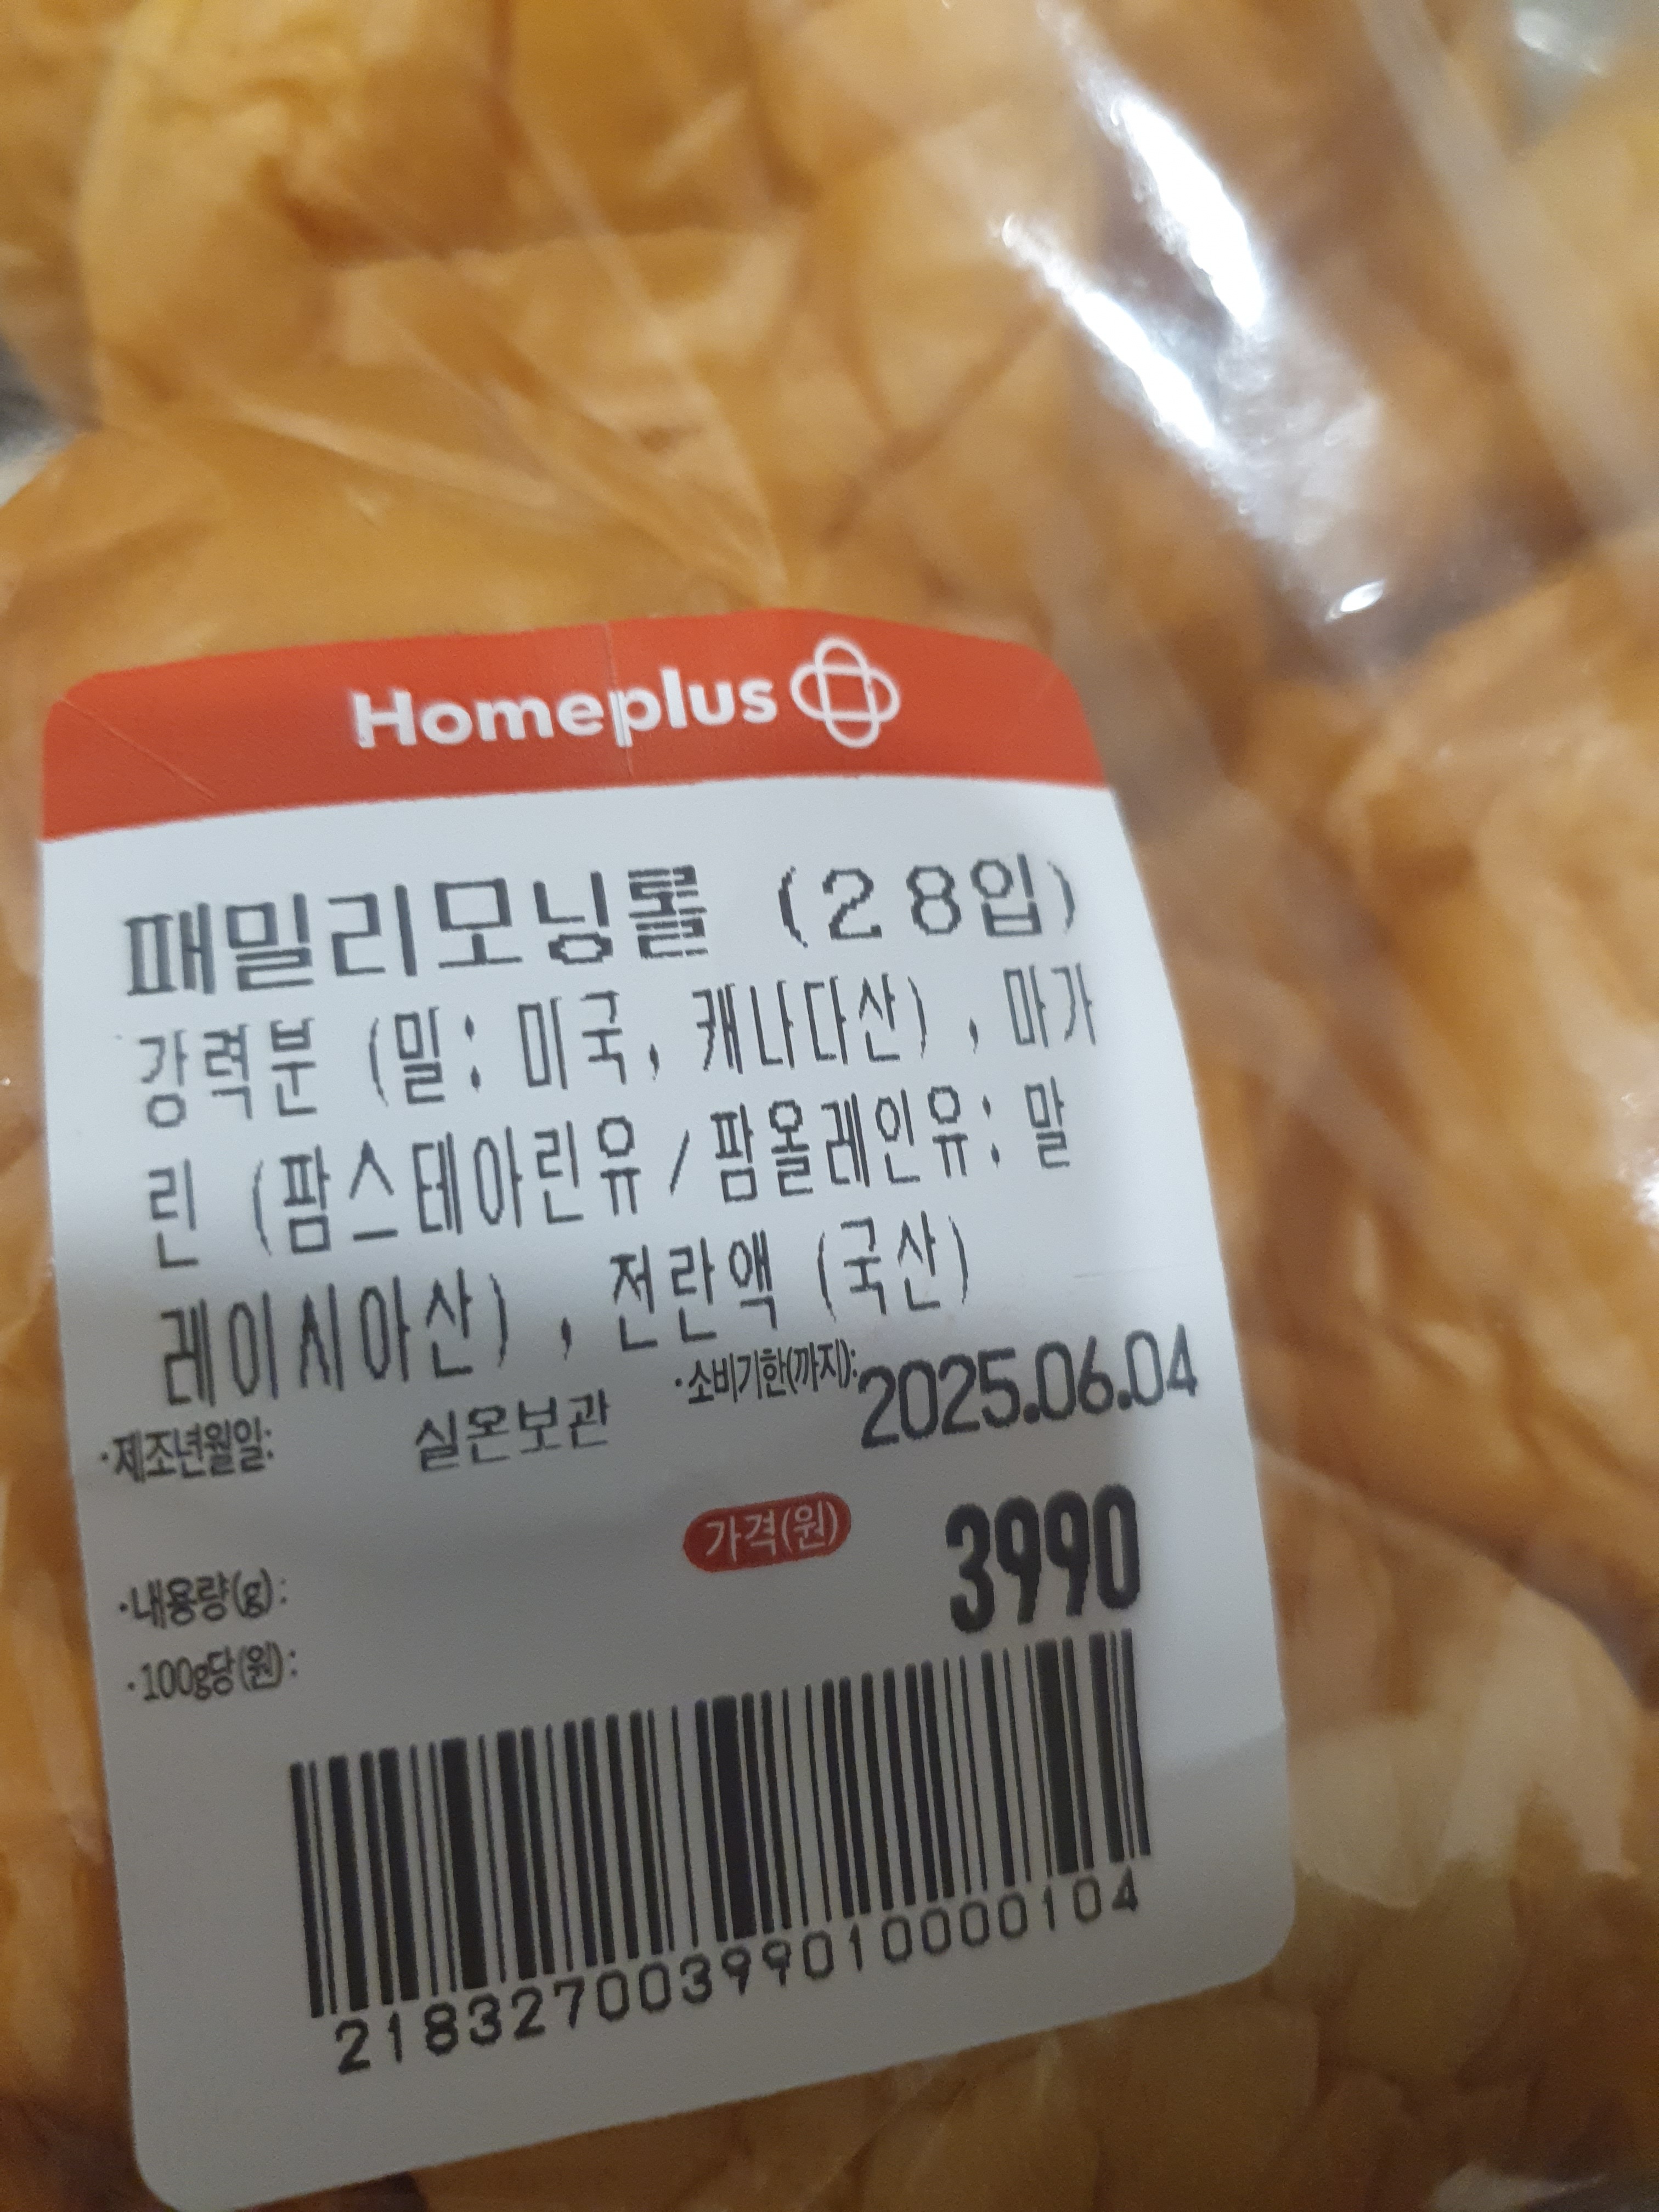 Homeplus
패밀리모닝롤 (28입)
강력분 (밀: 미국, 캐나다산) , 마가
린 (팜스테아린유/팜올레인유: 말
레이시아산) , 전란액 (국산)
·제조년월일: 실온보관 ·소비기한(까지): 2025.06.04
가격(원) 3990
·내용량(g):
·100g당(원):
21832700399010000104